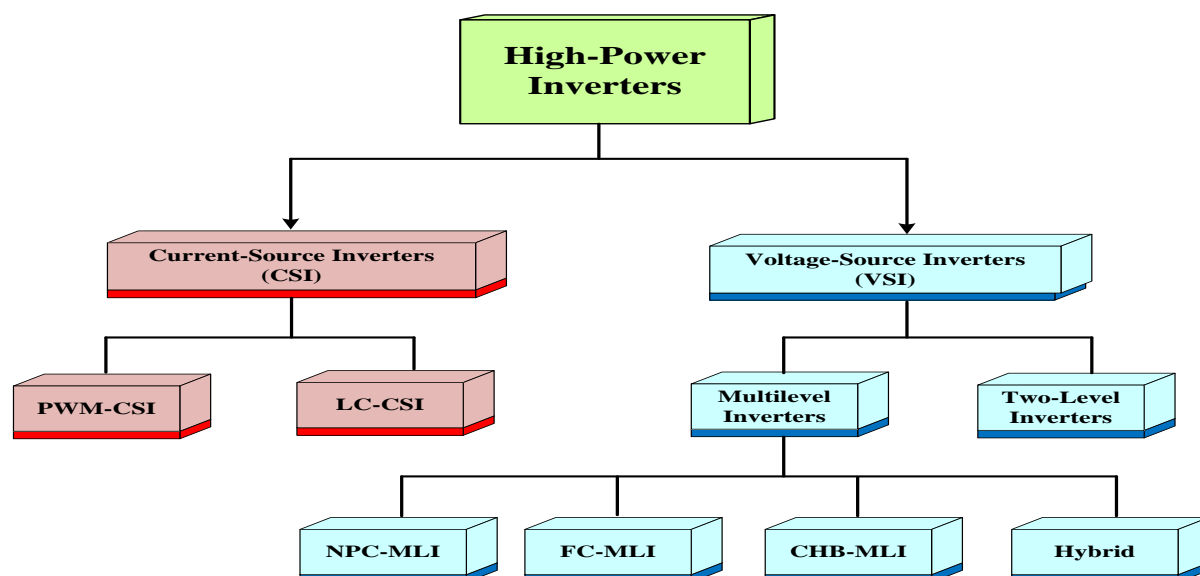 High-Power
Inverters
Current-Source Inverters
(CSI)
Voltage-Source Inverters
(VSI)
PWM-CSI
LC-CSI
Multilevel
Inverters
Two-Level
Inverters
NPC-MLI
FC-MLI
CHB-MLI
Hybrid